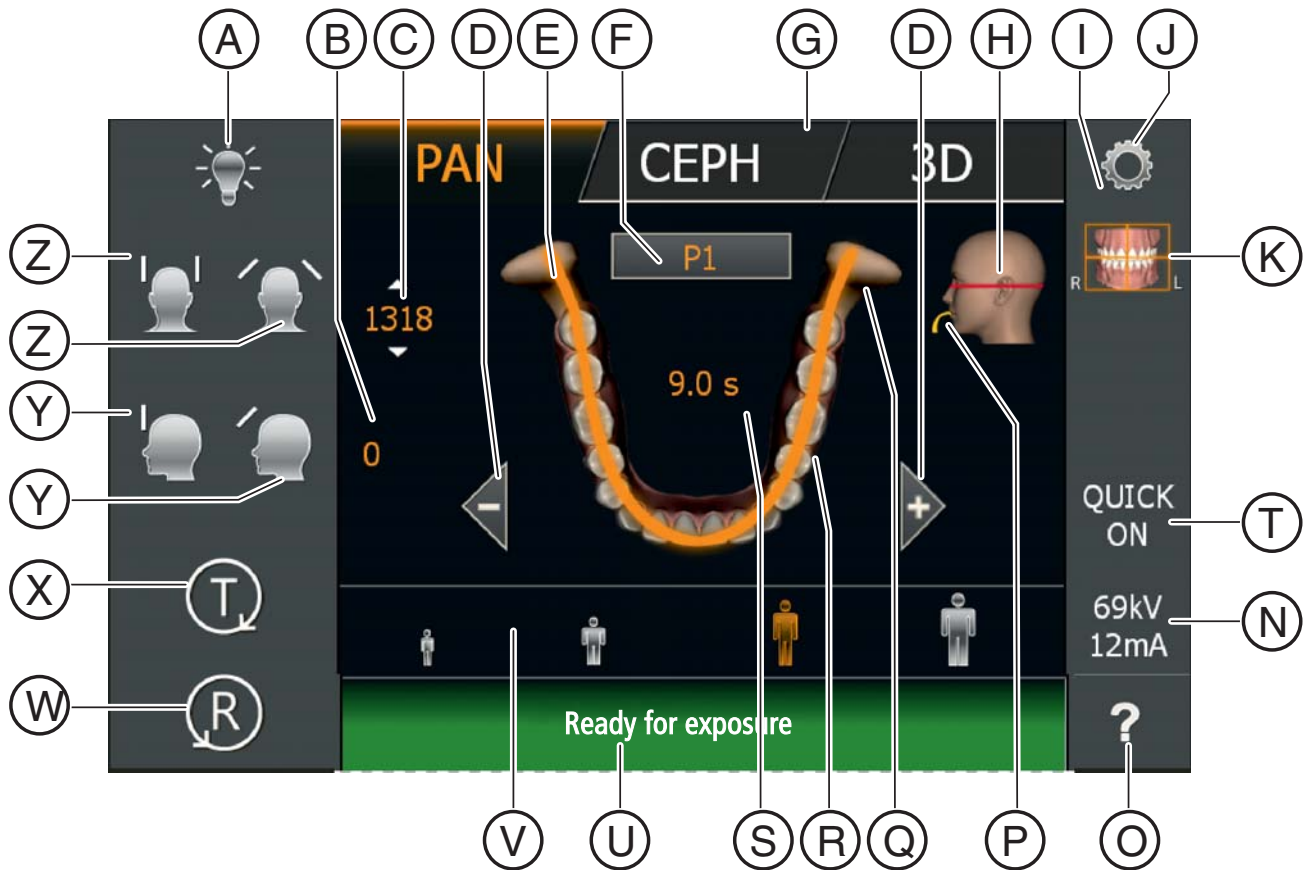 A B C D E F G D H I J
PAN CEPH 3D
P1
Z
K
R L
1318
Z
9.0 s
Y
0
Y
QUICK
ON
T
X
T
69kV
12mA
N
W
R
Ready for exposure
?
V U S R Q P O